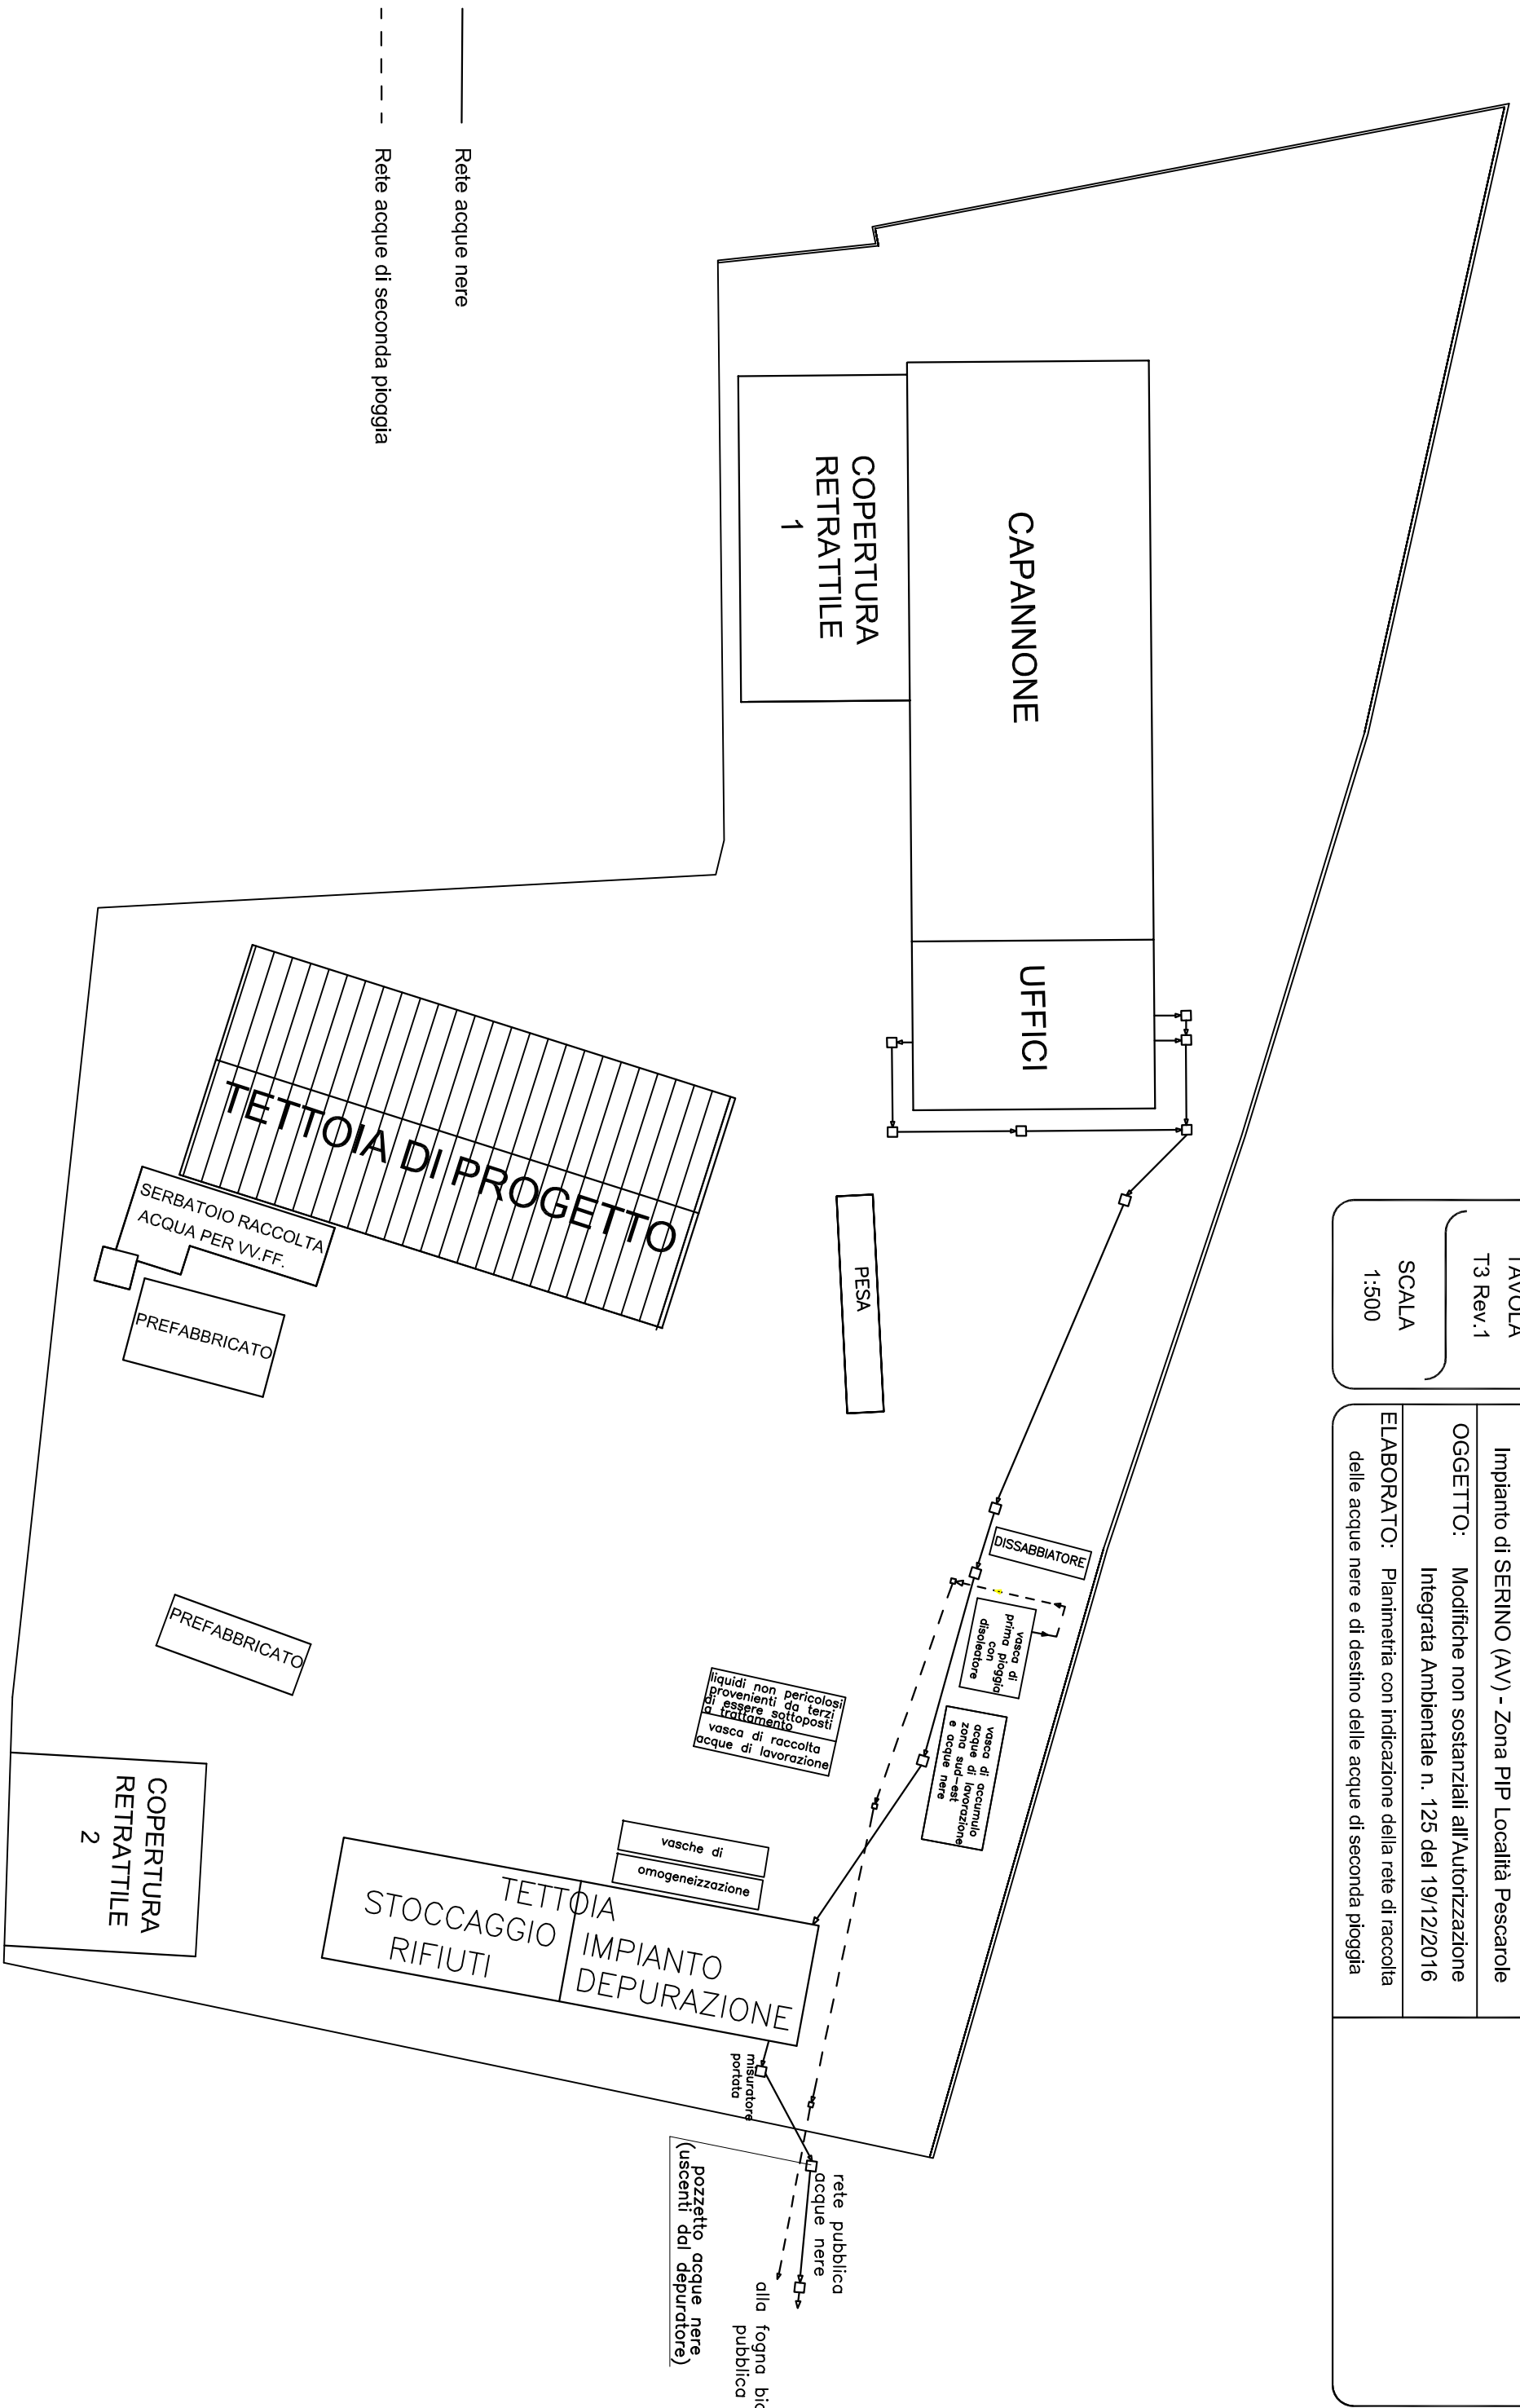 Rete acque nere
Rete acque di seconda pioggia
CAPANNONE
COPERTURA
RETRATTILE
1
UFFICI
PESA
TETTOIA DI PROGETTO
SERBATOIO RACCOLTA
ACQUA PER VV.FF.
PREFABBRICATO
PREFABBRICATO
COPERTURA
RETRATTILE
2
DISSABBIATORE
vasca di
prima pioggia
con
disoleatore
vasca di accumulo
acque di lavorazione
zona sud-est
e acque nere
liquidi non pericolosi
provenienti da terzi
di essere sottoposti
a trattamento
vasca di raccolta
acque di lavorazione
vasche di
omogeneizzazione
TETTOIA
STOCCAGGIO
RIFIUTI
IMPIANTO
DEPURAZIONE
misuratore
portata
rete pubblica
acque nere
alla fogna
pubblica
pozzetto acque nere
(uscenti dal depuratore)
TAVOLA
T3 Rev.1
SCALA
1:500
Impianto di SERINO (AV) - Zona PIP Località Pescarole
OGGETTO: Modifiche non sostanziali all'Autorizzazione
Integrata Ambientale n. 125 del 19/12/2016
ELABORATO: Planimetria con indicazione della rete di raccolta
delle acque nere e di destino delle acque di seconda pioggia